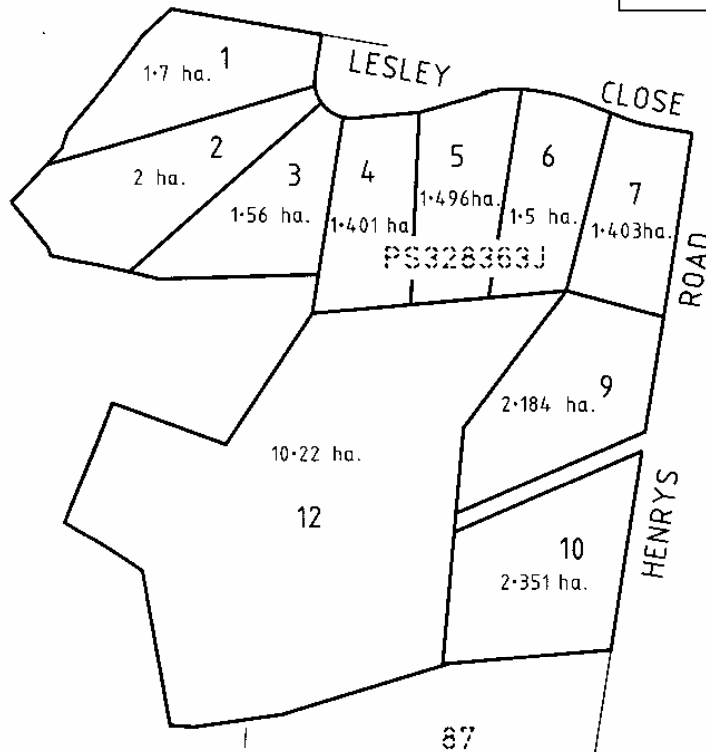 1
1·7 ha.
LESLEY
CLOSE
2
2 ha.
3
1·56 ha.
4
1·401 ha
5
1·496ha.
6
1·5 ha.
7
1·403ha.
PS328363J
ROAD
9
2·184 ha.
10·22 ha.
12
10
2·351 ha.
HENRYS
87